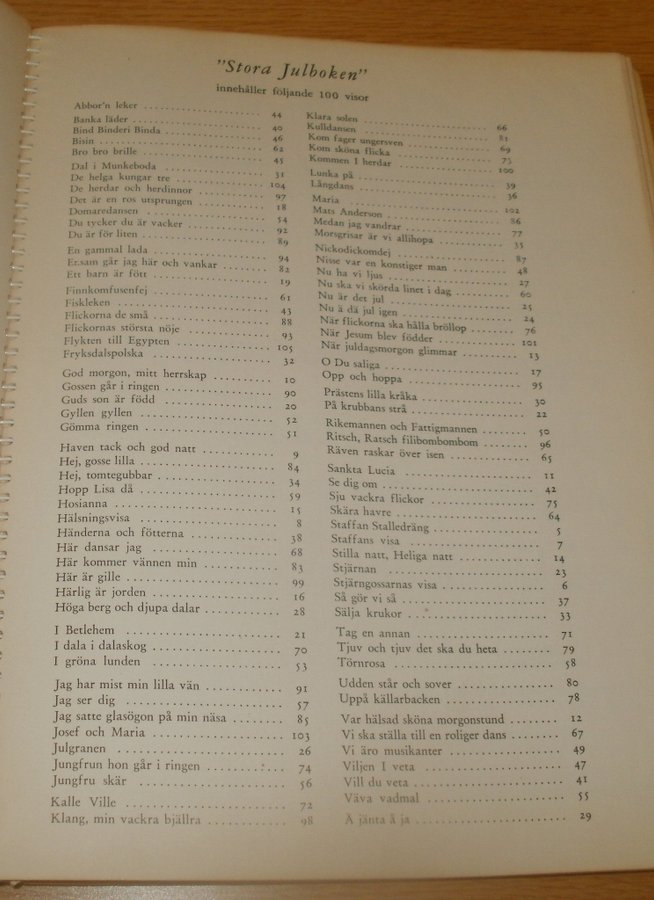 "Stora Julboken"
innehåller följande 100 visor
Abbor'n leker ..... 44
Banka läder ..... 40
Bind Binderi Binda ..... 46
Bisin ..... 62
Bro bro brille ..... 45
Dal i Munkeboda ..... 31
De helga kungar tre ..... 104
De herdar och herdinnor ..... 97
Det är en ros utsprungen ..... 18
Domaredansen ..... 54
Du tycker du är vacker ..... 92
Du är för liten ..... 89
En gammal lada ..... 94
Ensam går jag här och vankar ..... 82
Ett barn är fött ..... 19
Finnkomfusenfej ..... 61
Fiskleken ..... 43
Flickorna de små ..... 88
Flickornas största nöje ..... 93
Flykten till Egypten ..... 105
Fryksdalspolska ..... 32
God morgon, mitt herrskap ..... 10
Gossen går i ringen ..... 90
Guds son är född ..... 20
Gyllen gyllen ..... 52
Gömma ringen ..... 51
Haven tack och god natt ..... 9
Hej, gosse lilla ..... 84
Hej, tomtegubbar ..... 34
Hopp Lisa då ..... 59
Hosianna ..... 15
Hälsningsvisa ..... 8
Händerna och fötterna ..... 38
Här dansar jag ..... 68
Här kommer vännen min ..... 83
Här är gille ..... 99
Härlig är jorden ..... 16
Höga berg och djupa dalar ..... 28
I Betlehem ..... 21
I dala i dalaskog ..... 70
I gröna lunden ..... 53
Jag har mist min lilla vän ..... 91
Jag ser dig ..... 57
Jag satte glasögon på min näsa ..... 85
Josef och Maria ..... 103
Julgranen ..... 26
Jungfrun hon går i ringen ..... 74
Jungfru skär ..... 56
Kalle Ville ..... 72
Klang, min vackra bjällra ..... 98
Klara solen ..... 66
Kulldansen ..... 81
Kom fager ungersven ..... 69
Kom sköna flicka ..... 73
Kommen I herdar ..... 100
Lunka på ..... 39
Långdans ..... 36
Maria ..... 102
Mats Anderson ..... 86
Medan jag vandrar ..... 77
Morsgrisar är vi allihopa ..... 35
Nickodickomdej ..... 87
Nisse var en konstiger man ..... 48
Nu ha vi ljus ..... 27
Nu ska vi skörda linet i dag ..... 60
Nu är det jul ..... 25
Nu ä dä jul igen ..... 24
När flickorna ska hålla bröllop ..... 76
När Jesum blev födder ..... 101
När juldagsmorgon glimmar ..... 13
O Du saliga ..... 17
Opp och hoppa ..... 95
Prästens lilla kråka ..... 30
På krubbans strå ..... 22
Rikemannen och Fattigmannen ..... 50
Ritsch, Ratsch filibombombom ..... 96
Räven raskar över isen ..... 65
Sankta Lucia ..... 11
Se dig om ..... 42
Sju vackra flickor ..... 75
Skära havre ..... 64
Staffan Stalledräng ..... 5
Staffans visa ..... 7
Stilla natt, Heliga natt ..... 14
Stjärnan ..... 23
Stjärngossarnas visa ..... 6
Så gör vi så ..... 37
Sälja krukor ..... 33
Tag en annan ..... 71
Tjuv och tjuv det ska du heta ..... 79
Törnrosa ..... 58
Udden står och sover ..... 80
Uppå källarbacken ..... 78
Var hälsad sköna morgonstund ..... 12
Vi ska ställa till en roliger dans ..... 67
Vi äro musikanter ..... 49
Viljen I veta ..... 47
Vill du veta ..... 41
Väva vadmal ..... 55
Å jänta å ja ..... 29